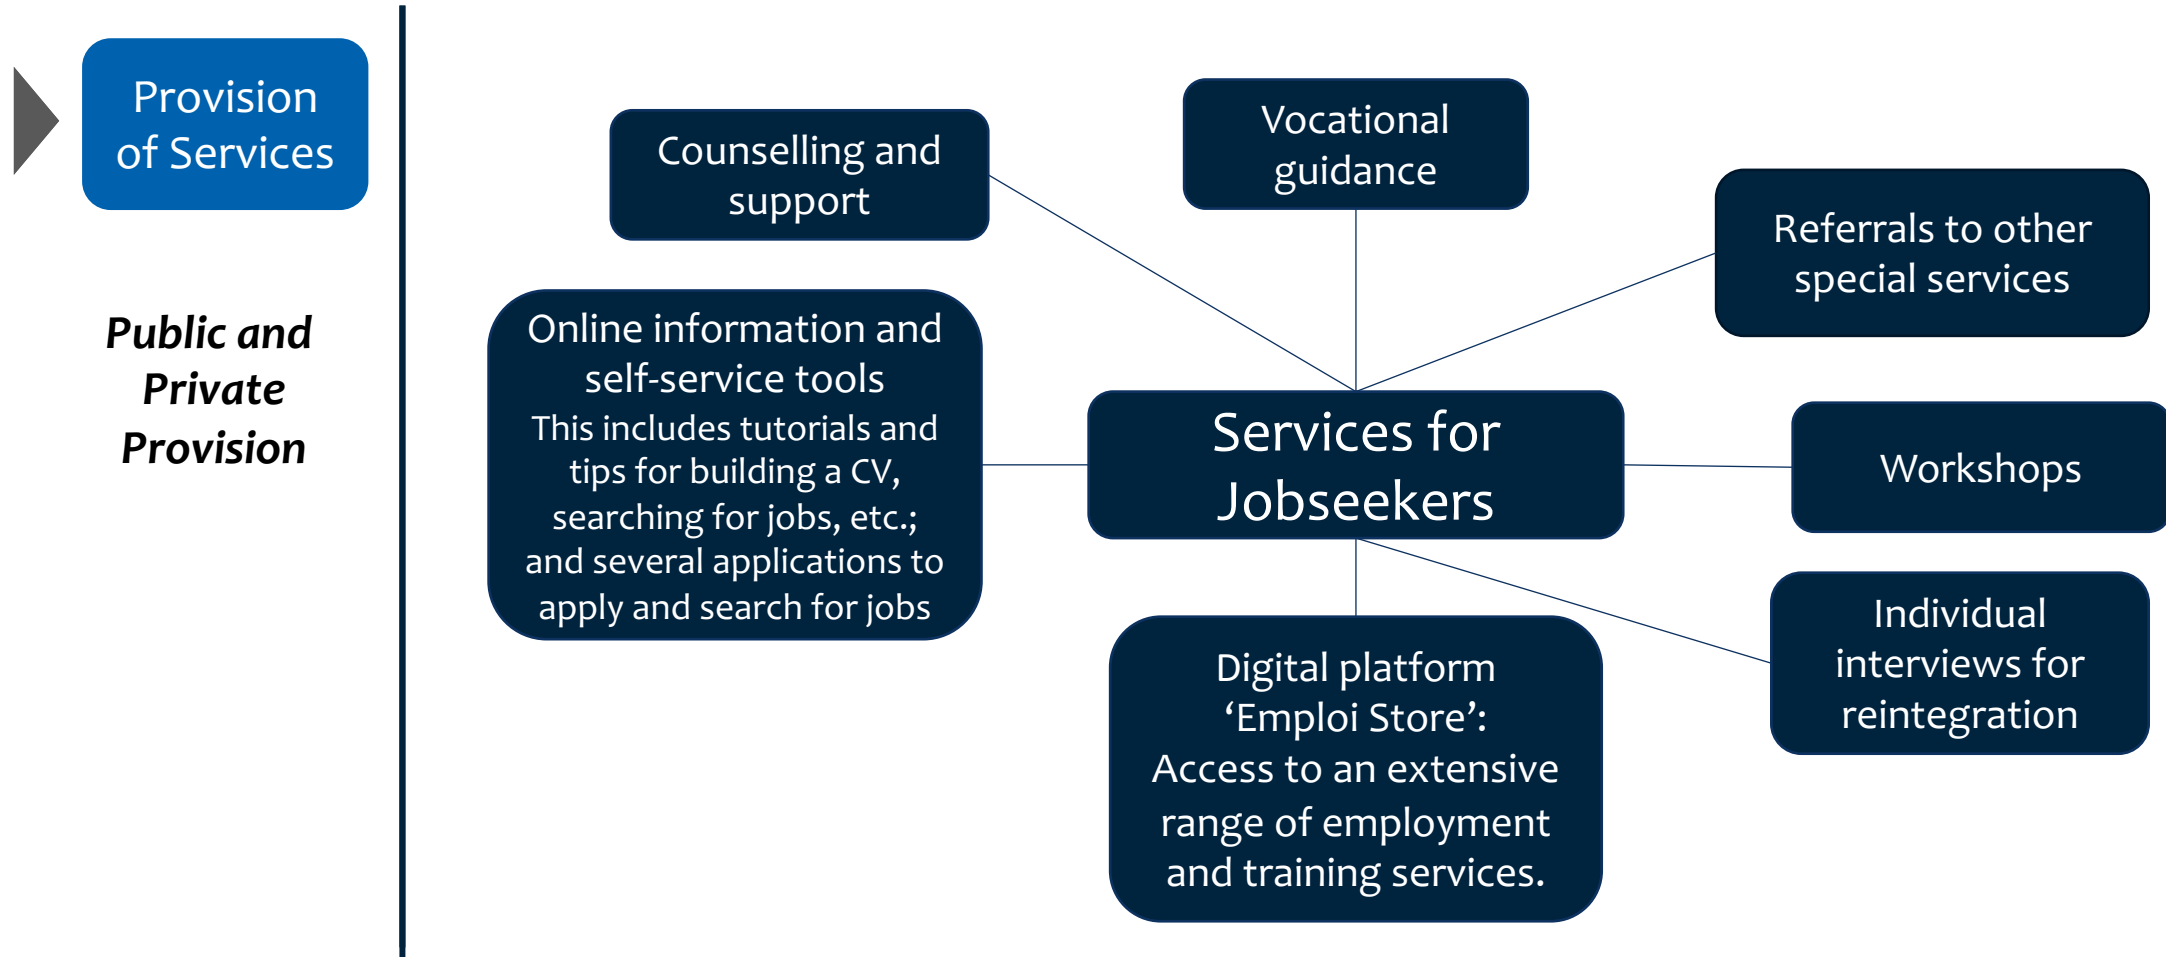 Provision
of Services
Public and
Private
Provision
Counselling and
support
Vocational
guidance
Referrals to other
special services
Online information and
self-service tools
This includes tutorials and
tips for building a CV,
searching for jobs, etc.;
and several applications to
apply and search for jobs
Services for
Jobseekers
Workshops
Individual
interviews for
reintegration
Digital platform
‘Emploi Store’:
Access to an extensive
range of employment
and training services.